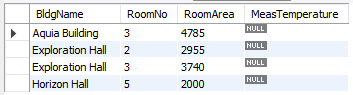 BldgName RoomNo RoomArea MeasTemperature
Aquia Building 3 4785 NULL
Exploration Hall 2 2955 NULL
Exploration Hall 3 3740 NULL
Horizon Hall 5 2000 NULL